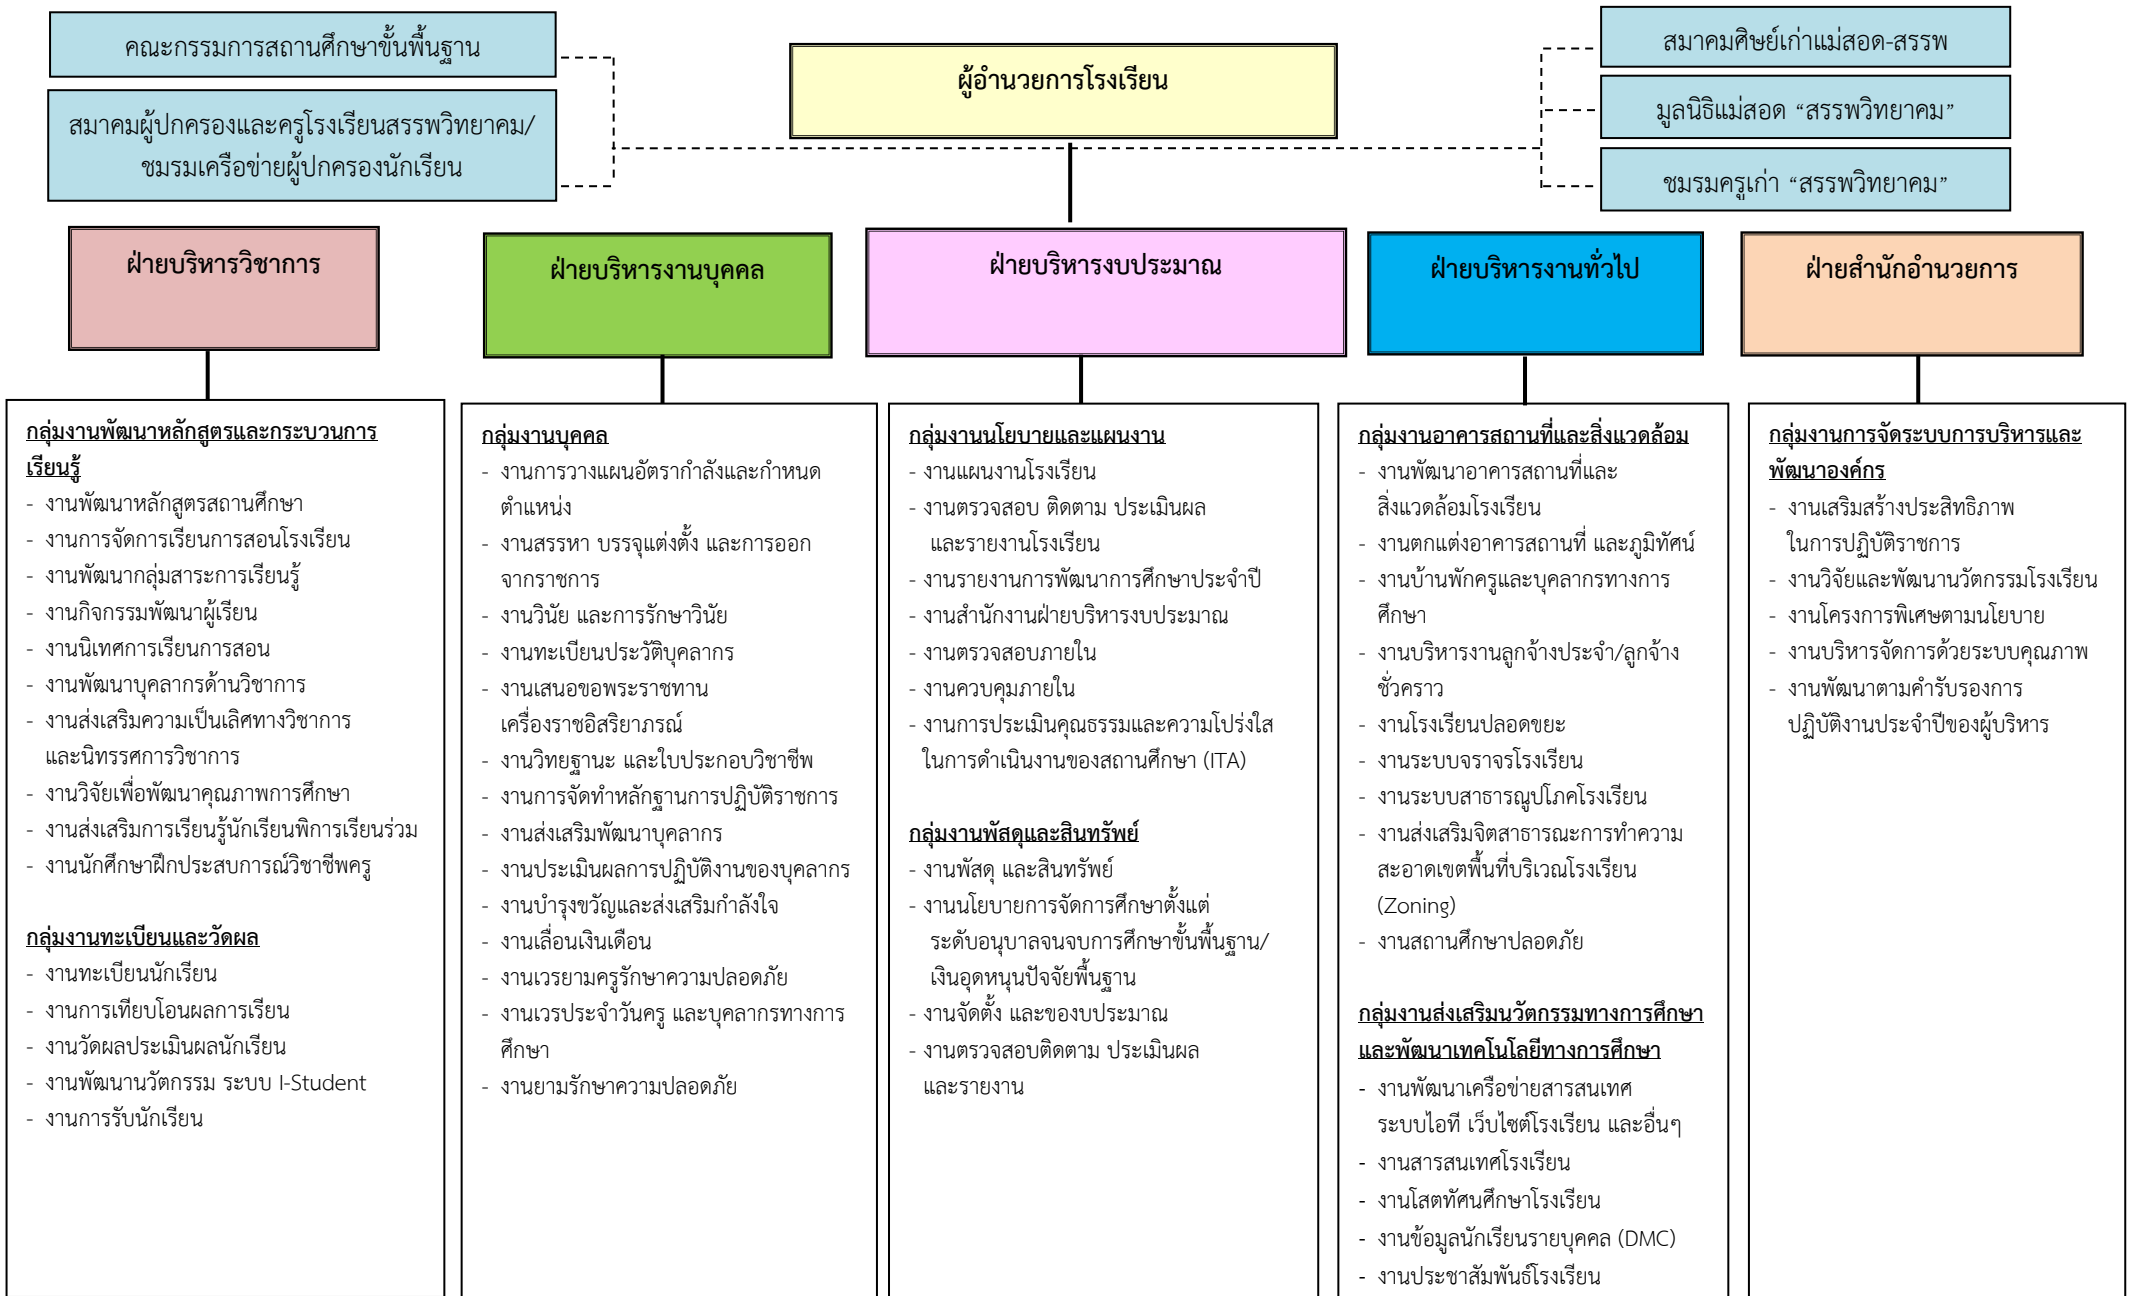 คณะกรรมการสถานศึกษาขั้นพื้นฐาน
สมาคมผู้ปกครองและครูโรงเรียนสรรพวิทยาคม/
ชมรมเครือข่ายผู้ปกครองนักเรียน
ผู้อำนวยการโรงเรียน
สมาคมศิษย์เก่าแม่สอด-สรรพ
มูลนิธิแม่สอด “สรรพวิทยาคม”
ชมรมครูเก่า “สรรพวิทยาคม”
ฝ่ายบริหารวิชาการ
ฝ่ายบริหารงานบุคคล
ฝ่ายบริหารงบประมาณ
ฝ่ายบริหารงานทั่วไป
ฝ่ายสำนักอำนวยการ
กลุ่มงานพัฒนาหลักสูตรและกระบวนการ
เรียนรู้
- งานพัฒนาหลักสูตรสถานศึกษา
- งานการจัดการเรียนการสอนโรงเรียน
- งานพัฒนากลุ่มสาระการเรียนรู้
- งานกิจกรรมพัฒนาผู้เรียน
- งานนิเทศการเรียนการสอน
- งานพัฒนาบุคลากรด้านวิชาการ
- งานส่งเสริมความเป็นเลิศทางวิชาการ
และนิทรรศการวิชาการ
- งานวิจัยเพื่อพัฒนาคุณภาพการศึกษา
- งานส่งเสริมการเรียนรู้นักเรียนพิการเรียนร่วม
- งานนักศึกษาฝึกประสบการณ์วิชาชีพครู
กลุ่มงานทะเบียนและวัดผล
- งานทะเบียนนักเรียน
- งานการเทียบโอนผลการเรียน
- งานวัดผลประเมินผลนักเรียน
- งานพัฒนานวัตกรรม ระบบ I-Student
- งานการรับนักเรียน
กลุ่มงานบุคคล
- งานการวางแผนอัตรากำลังและกำหนด
ตำแหน่ง
- งานสรรหา บรรจุแต่งตั้ง และการออก
จากราชการ
- งานวินัย และการรักษาวินัย
- งานทะเบียนประวัติบุคลากร
- งานเสนอขอพระราชทาน
เครื่องราชอิสริยาภรณ์
- งานวิทยฐานะ และใบประกอบวิชาชีพ
- งานการจัดทำหลักฐานการปฏิบัติราชการ
- งานส่งเสริมพัฒนาบุคลากร
- งานประเมินผลการปฏิบัติงานของบุคลากร
- งานบำรุงขวัญและส่งเสริมกำลังใจ
- งานเลื่อนเงินเดือน
- งานเวรยามครูรักษาความปลอดภัย
- งานเวรประจำวันครู และบุคลากรทางการ
ศึกษา
- งานยามรักษาความปลอดภัย
กลุ่มงานนโยบายและแผนงาน
- งานแผนงานโรงเรียน
- งานตรวจสอบ ติดตาม ประเมินผล
และรายงานโรงเรียน
- งานรายงานการพัฒนาการศึกษาประจำปี
- งานสำนักงานฝ่ายบริหารงบประมาณ
- งานตรวจสอบภายใน
- งานควบคุมภายใน
- งานการประเมินคุณธรรมและความโปร่งใส
ในการดำเนินงานของสถานศึกษา (ITA)
กลุ่มงานพัสดุและสินทรัพย์
- งานพัสดุ และสินทรัพย์
- งานนโยบายการจัดการศึกษาตั้งแต่
ระดับอนุบาลจนจบการศึกษาขั้นพื้นฐาน/
เงินอุดหนุนปัจจัยพื้นฐาน
- งานจัดตั้ง และของบประมาณ
- งานตรวจสอบติดตาม ประเมินผล
และรายงาน
กลุ่มงานอาคารสถานที่และสิ่งแวดล้อม
- งานพัฒนาอาคารสถานที่และ
สิ่งแวดล้อมโรงเรียน
- งานตกแต่งอาคารสถานที่ และภูมิทัศน์
- งานบ้านพักครูและบุคลากรทางการ
ศึกษา
- งานบริหารงานลูกจ้างประจำ/ลูกจ้าง
ชั่วคราว
- งานโรงเรียนปลอดขยะ
- งานระบบจราจรโรงเรียน
- งานระบบสาธารณูปโภคโรงเรียน
- งานส่งเสริมจิตสาธารณะการทำความ
สะอาดเขตพื้นที่บริเวณโรงเรียน
(Zoning)
- งานสถานศึกษาปลอดภัย
กลุ่มงานส่งเสริมนวัตกรรมทางการศึกษา
และพัฒนาเทคโนโลยีทางการศึกษา
- งานพัฒนาเครือข่ายสารสนเทศ
ระบบไอที เว็บไซต์โรงเรียน และอื่นๆ
- งานสารสนเทศโรงเรียน
- งานโสตทัศนศึกษาโรงเรียน
- งานข้อมูลนักเรียนรายบุคคล (DMC)
- งานประชาสัมพันธ์โรงเรียน
กลุ่มงานการจัดระบบการบริหารและ
พัฒนาองค์กร
- งานเสริมสร้างประสิทธิภาพ
ในการปฏิบัติราชการ
- งานวิจัยและพัฒนานวัตกรรมโรงเรียน
- งานโครงการพิเศษตามนโยบาย
- งานบริหารจัดการด้วยระบบคุณภาพ
- งานพัฒนาตามคำรับรองการ
ปฏิบัติงานประจำปีของผู้บริหาร